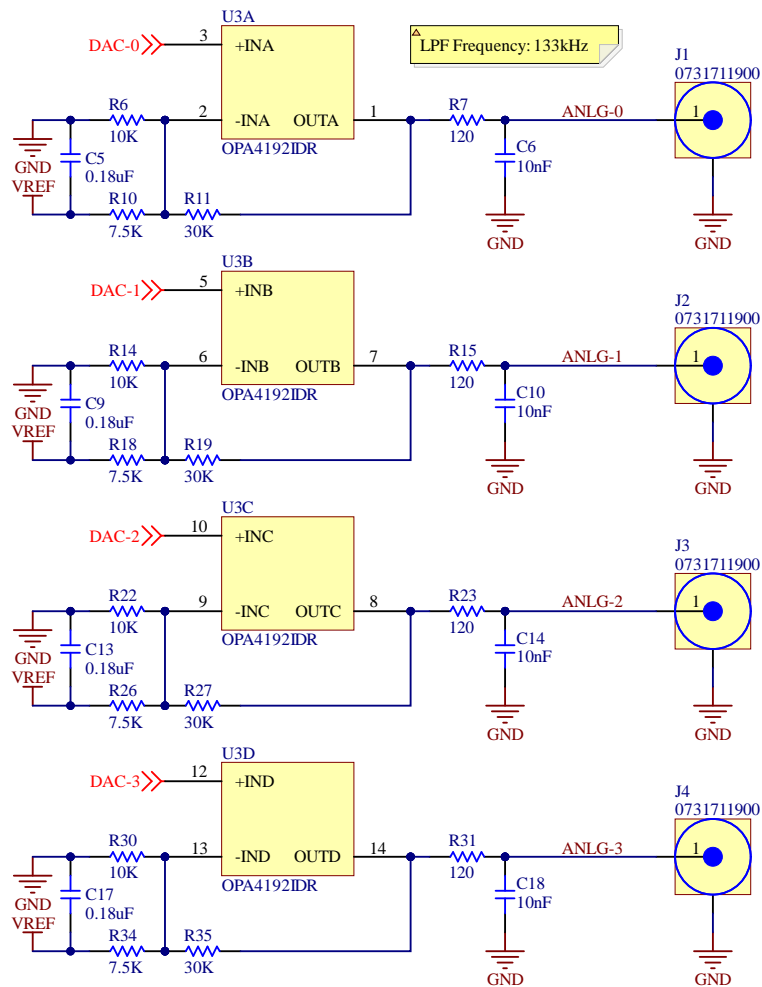 U3A
DAC-0
3
+INA
LPF Frequency: 133kHz
J1
0731711900
R6
10K
2
-INA
OUTA
1
R7
120
ANLG-0
1
GND
C5
0.18uF
OPA4192IDR
C6
10nF
VREF
R10
7.5K
R11
30K
GND
GND
U3B
DAC-1
5
+INB
J2
0731711900
R14
10K
6
-INB
OUTB
7
R15
120
ANLG-1
1
GND
C9
0.18uF
OPA4192IDR
C10
10nF
VREF
R18
7.5K
R19
30K
GND
GND
U3C
DAC-2
10
+INC
J3
0731711900
R22
10K
9
-INC
OUTC
8
R23
120
ANLG-2
1
GND
C13
0.18uF
OPA4192IDR
C14
10nF
VREF
R26
7.5K
R27
30K
GND
GND
U3D
DAC-3
12
+IND
J4
0731711900
R30
10K
13
-IND
OUTD
14
R31
120
ANLG-3
1
GND
C17
0.18uF
OPA4192IDR
C18
10nF
VREF
R34
7.5K
R35
30K
GND
GND